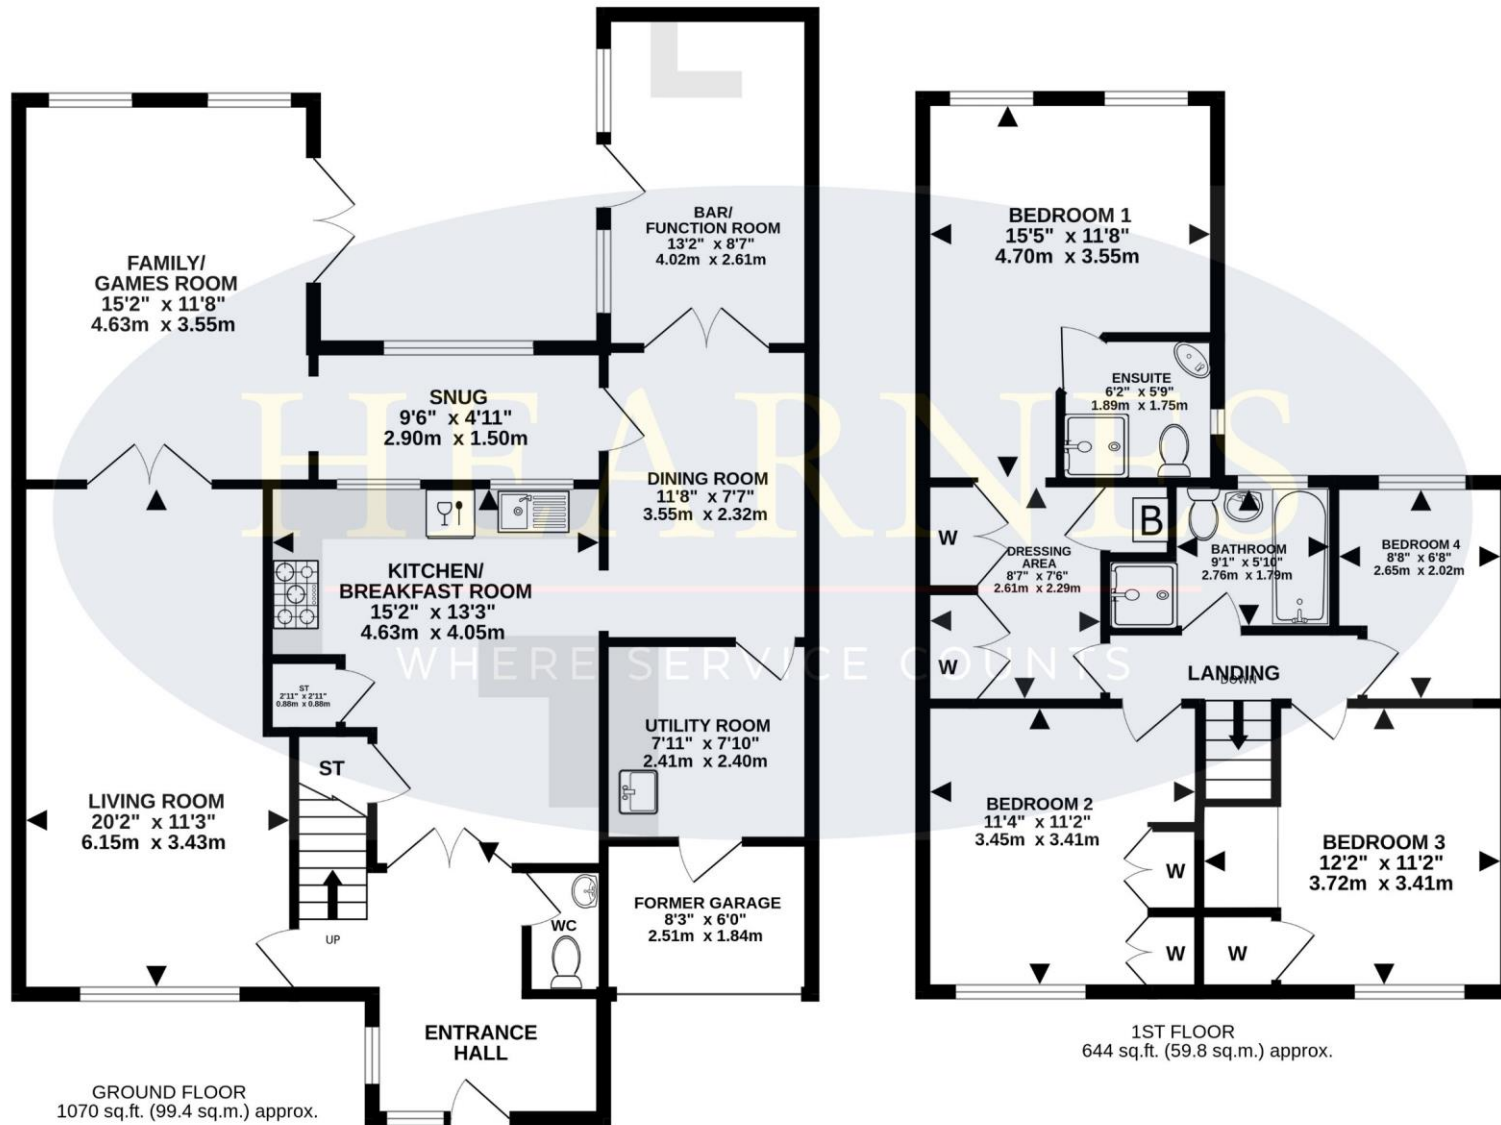 FAMILY/
GAMES ROOM
15'2" x 11'8"
4.63m x 3.55m
BAR/
FUNCTION ROOM
13'2" x 8'7"
4.02m x 2.61m
SNUG
9'6" x 4'11"
2.90m x 1.50m
DINING ROOM
11'8" x 7'7"
3.55m x 2.32m
KITCHEN/
BREAKFAST ROOM
15'2" x 13'3"
4.63m x 4.05m
ST
2'11" x 2'11"
0.88m x 0.88m
ST
UP
LIVING ROOM
20'2" x 11'3"
6.15m x 3.43m
UTILITY ROOM
7'11" x 7'10"
2.41m x 2.40m
FORMER GARAGE
8'3" x 6'0"
2.51m x 1.84m
WC
ENTRANCE
HALL
GROUND FLOOR
1070 sq.ft. (99.4 sq.m.) approx.
BEDROOM 1
15'5" x 11'8"
4.70m x 3.55m
ENSUITE
6'2" x 5'9"
1.89m x 1.75m
W
W
DRESSING
AREA
8'7" x 7'6"
2.61m x 2.29m
B
BATHROOM
9'1" x 5'10"
2.76m x 1.79m
BEDROOM 4
8'8" x 6'8"
2.65m x 2.02m
LANDING
DOWN
BEDROOM 2
11'4" x 11'2"
3.45m x 3.41m
W
W
BEDROOM 3
12'2" x 11'2"
3.72m x 3.41m
W
1ST FLOOR
644 sq.ft. (59.8 sq.m.) approx.
HEARNES
WHERE SERVICE COUNTS